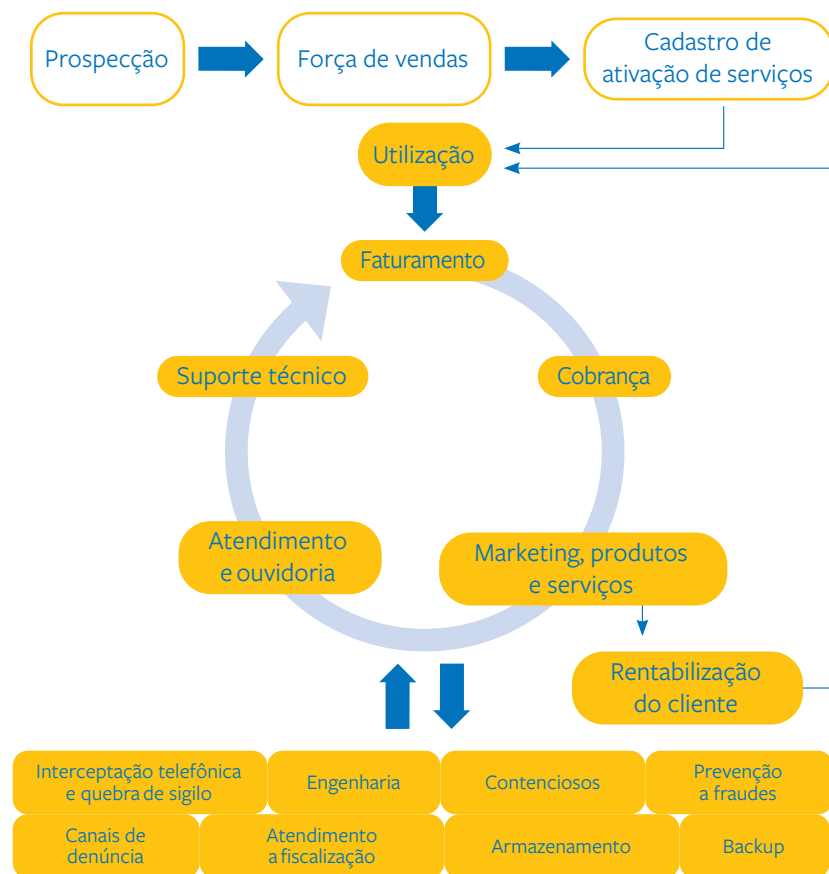 Prospecção
Força de vendas
Cadastro de
ativação de serviços
Utilização
Faturamento
Suporte técnico
Cobrança
Atendimento
e ouvidoria
Marketing, produtos
e serviços
Rentabilização
do cliente
Interceptação telefônica
e quebra de sigilo
Engenharia
Contenciosos
Prevenção
a fraudes
Canais de
denúncia
Atendimento
a fiscalização
Armazenamento
Backup